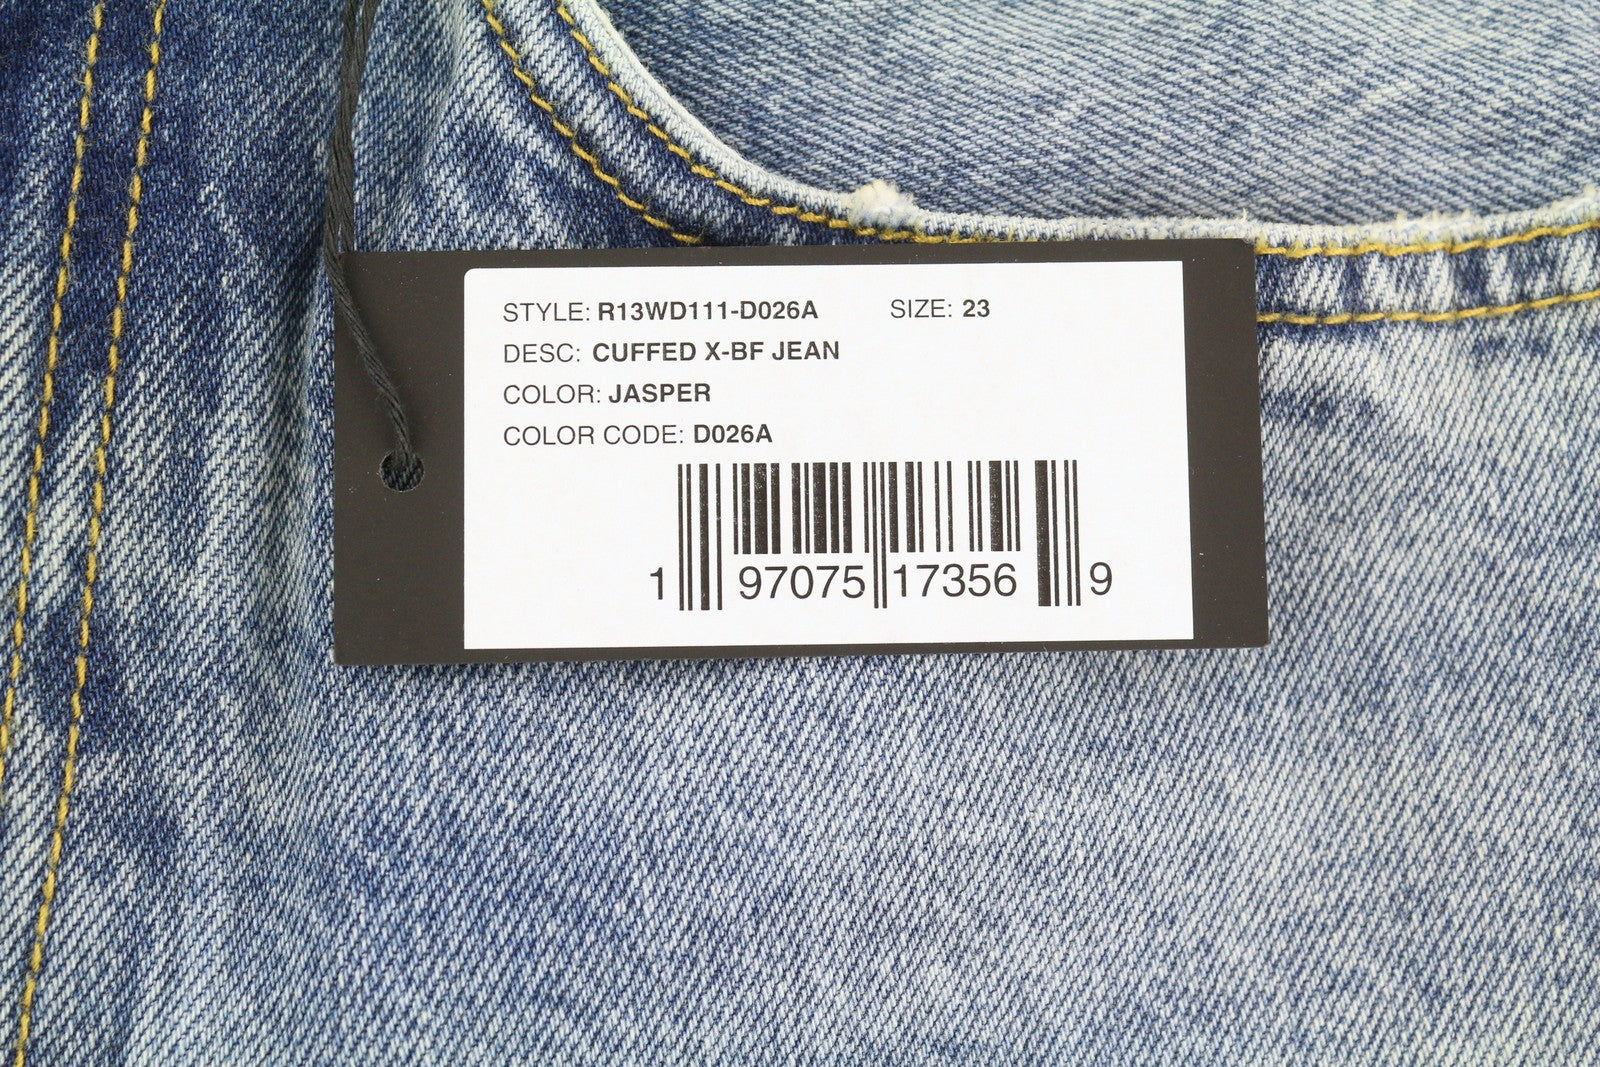 STYLE: R13WD111-D026A SIZE: 23
DESC: CUFFED X-BF JEAN
COLOR: JASPER
COLOR CODE: D026A
1 97075 17356 9